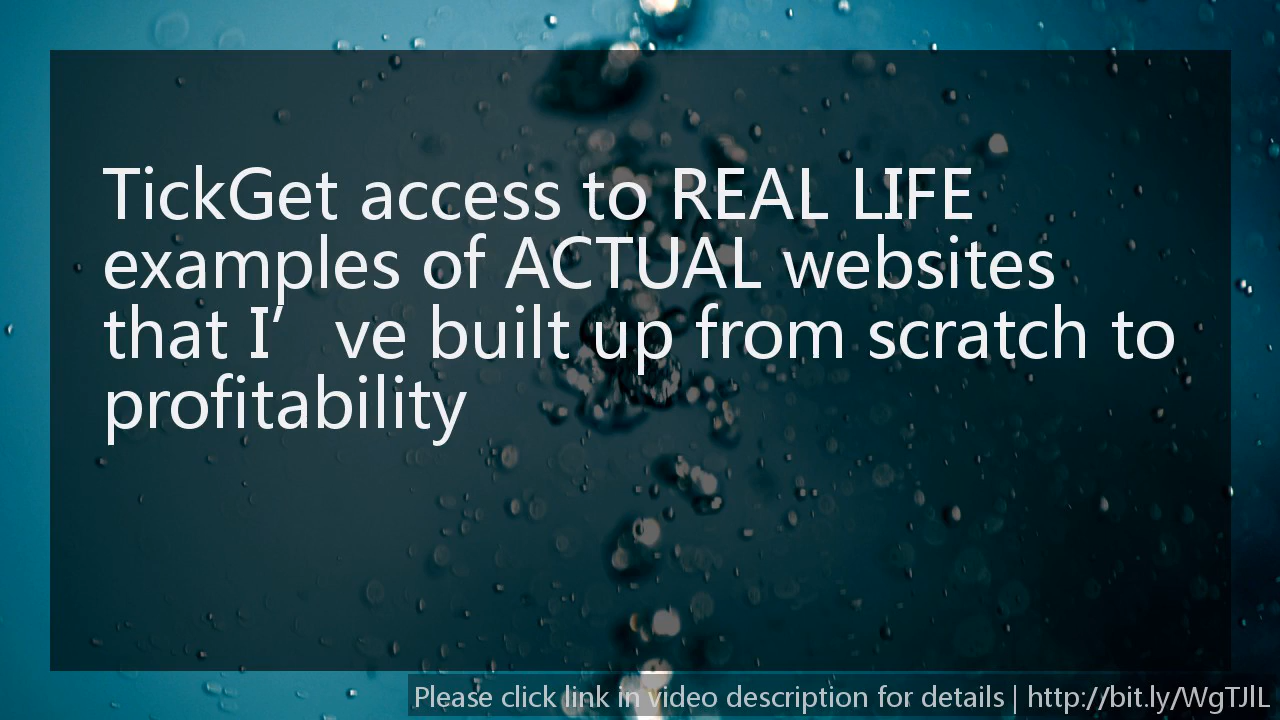 TickGet access to REAL LIFE
examples of ACTUAL websites
that I’ve built up from scratch to
profitability
Please click link in video description for details | http://bit.ly/WgTJlL